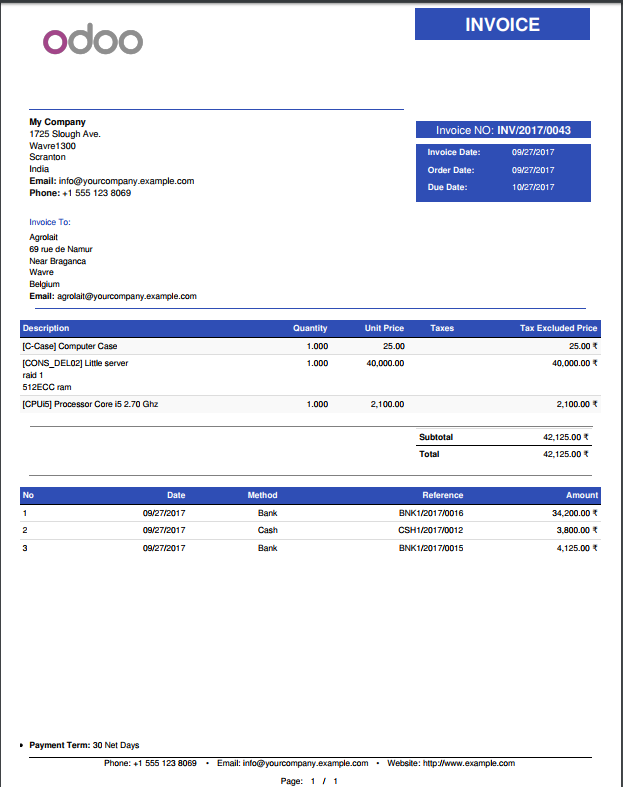 odoo
INVOICE
My Company
1725 Slough Ave.
Wavre1300
Scranton
India
Email: info@yourcompany.example.com
Phone: +1 555 123 8069
Invoice NO: INV/2017/0043
Invoice Date: 09/27/2017
Order Date: 09/27/2017
Due Date: 10/27/2017
Invoice To:
Agrolait
69 rue de Namur
Near Braganca
Wavre
Belgium
Email: agrolait@yourcompany.example.com
Description Quantity Unit Price Taxes Tax Excluded Price
[C-Case] Computer Case 1.000 25.00 25.00 ₹
[CONS_DEL02] Little server 1.000 40,000.00 40,000.00 ₹
raid 1
512ECC ram
[CPUi5] Processor Core i5 2.70 Ghz 1.000 2,100.00 2,100.00 ₹
Subtotal 42,125.00 ₹
Total 42,125.00 ₹
No Date Method Reference Amount
1 09/27/2017 Bank BNK1/2017/0016 34,200.00 ₹
2 09/27/2017 Cash CSH1/2017/0012 3,800.00 ₹
3 09/27/2017 Bank BNK1/2017/0015 4,125.00 ₹
• Payment Term: 30 Net Days
Phone: +1 555 123 8069 • Email: info@yourcompany.example.com • Website: http://www.example.com
Page: 1 / 1